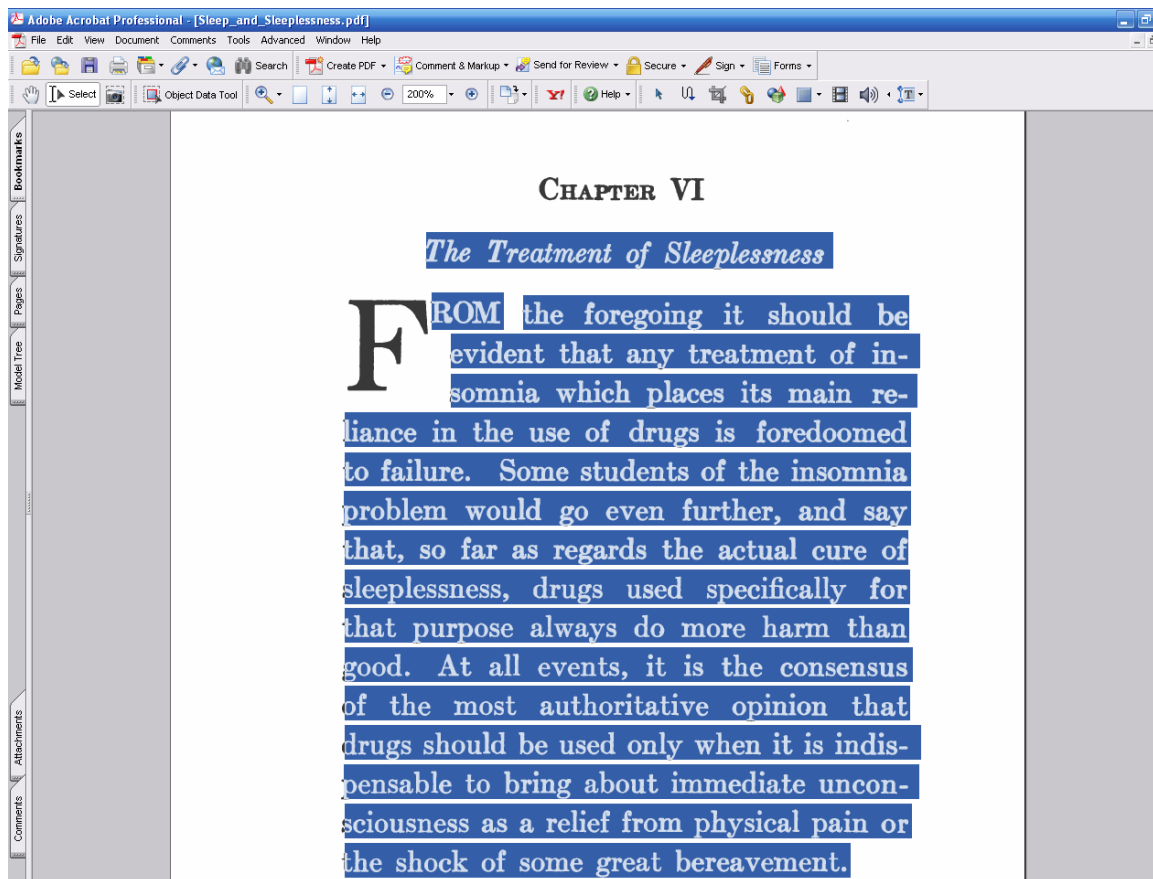 Adobe Acrobat Professional - [Sleep_and_Sleeplessness.pdf]
File Edit View Document Comments Tools Advanced Window Help
Search Create PDF Comment & Markup Send for Review Secure Sign Forms
Select Object Data Tool 200% Y! Help
Bookmarks
Signatures
Pages
Model Tree
Attachments
Comments
CHAPTER VI
The Treatment of Sleeplessness
FROM the foregoing it should be
evident that any treatment of in-
somnia which places its main re-
liance in the use of drugs is foredoomed
to failure. Some students of the insomnia
problem would go even further, and say
that, so far as regards the actual cure of
sleeplessness, drugs used specifically for
that purpose always do more harm than
good. At all events, it is the consensus
of the most authoritative opinion that
drugs should be used only when it is indis-
pensable to bring about immediate uncon-
sciousness as a relief from physical pain or
the shock of some great bereavement.